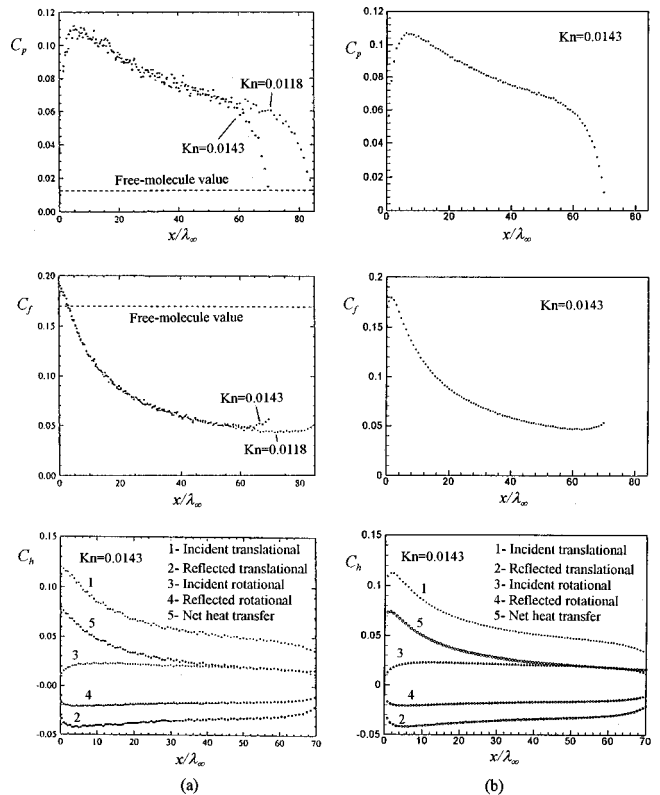 0.12
C_p
0.10
0.08
0.06
0.04
0.02
0.00
Kn=0.0118
Kn=0.0143
Free-molecule value
0 20 40 60 80
x/λ∞
0.12
C_p
0.1
0.08
0.06
0.04
0.02
0
Kn=0.0143
0 20 40 60 80
x/λ∞
0.20
C_f
0.15
0.10
0.05
0.00
Free-molecule value
Kn=0.0143
Kn=0.0118
0 20 40 60 80
x/λ∞
0.2
C_f
0.15
0.1
0.05
0
Kn=0.0143
0 20 40 60 80
x/λ∞
0.15
C_h
0.10
0.05
-0.00
-0.05
Kn=0.0143
1- Incident translational
2- Reflected translational
3- Incident rotational
4- Reflected rotational
5- Net heat transfer
1
5
3
4
2
0 10 20 30 40 50 60 70
x/λ∞
(a)
0.15
C_h
0.1
0.05
0
-0.05
Kn=0.0143
1- Incident translational
2- Reflected translational
3- Incident rotational
4- Reflected rotational
5- Net heat transfer
1
5
3
4
2
0 10 20 30 40 50 60 70
x/λ∞
(b)